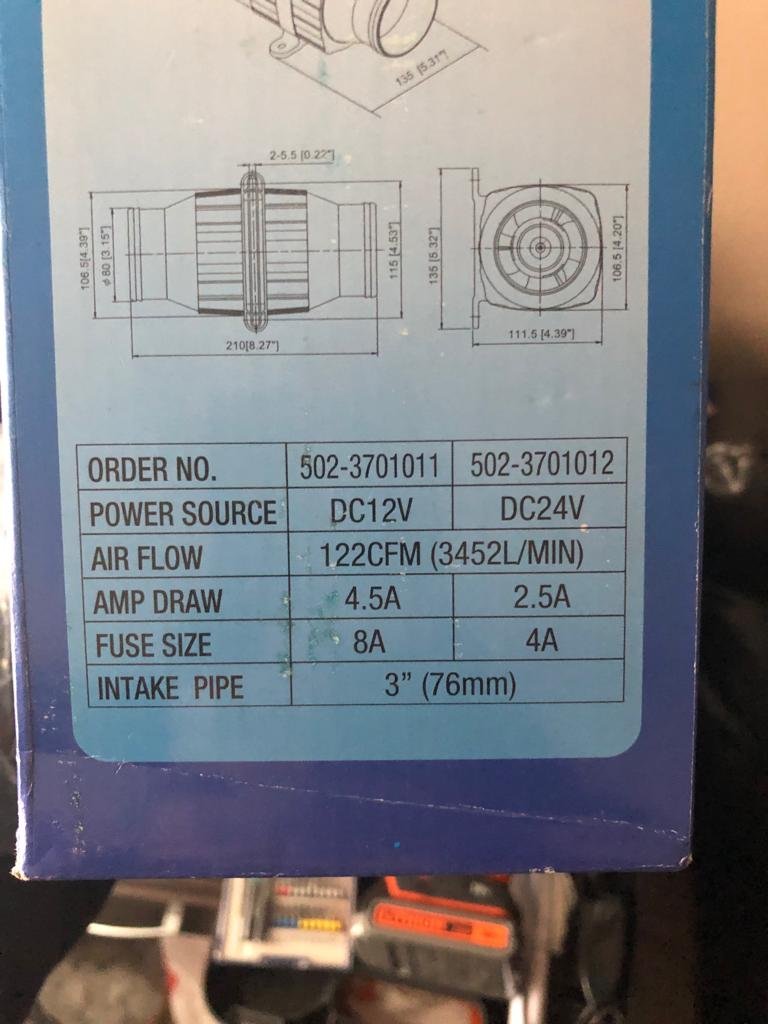 135 [5.31"]
2-5.5 [0.22"]
106.5[4.39"]
ϕ80 [3.15"]
115 [4.53"]
135 [5.32"]
106.5 [4.20"]
210[8.27"]
111.5 [4.39"]
ORDER NO. 502-3701011 502-3701012
POWER SOURCE DC12V DC24V
AIR FLOW 122CFM (3452L/MIN)
AMP DRAW 4.5A 2.5A
FUSE SIZE 8A 4A
INTAKE PIPE 3” (76mm)